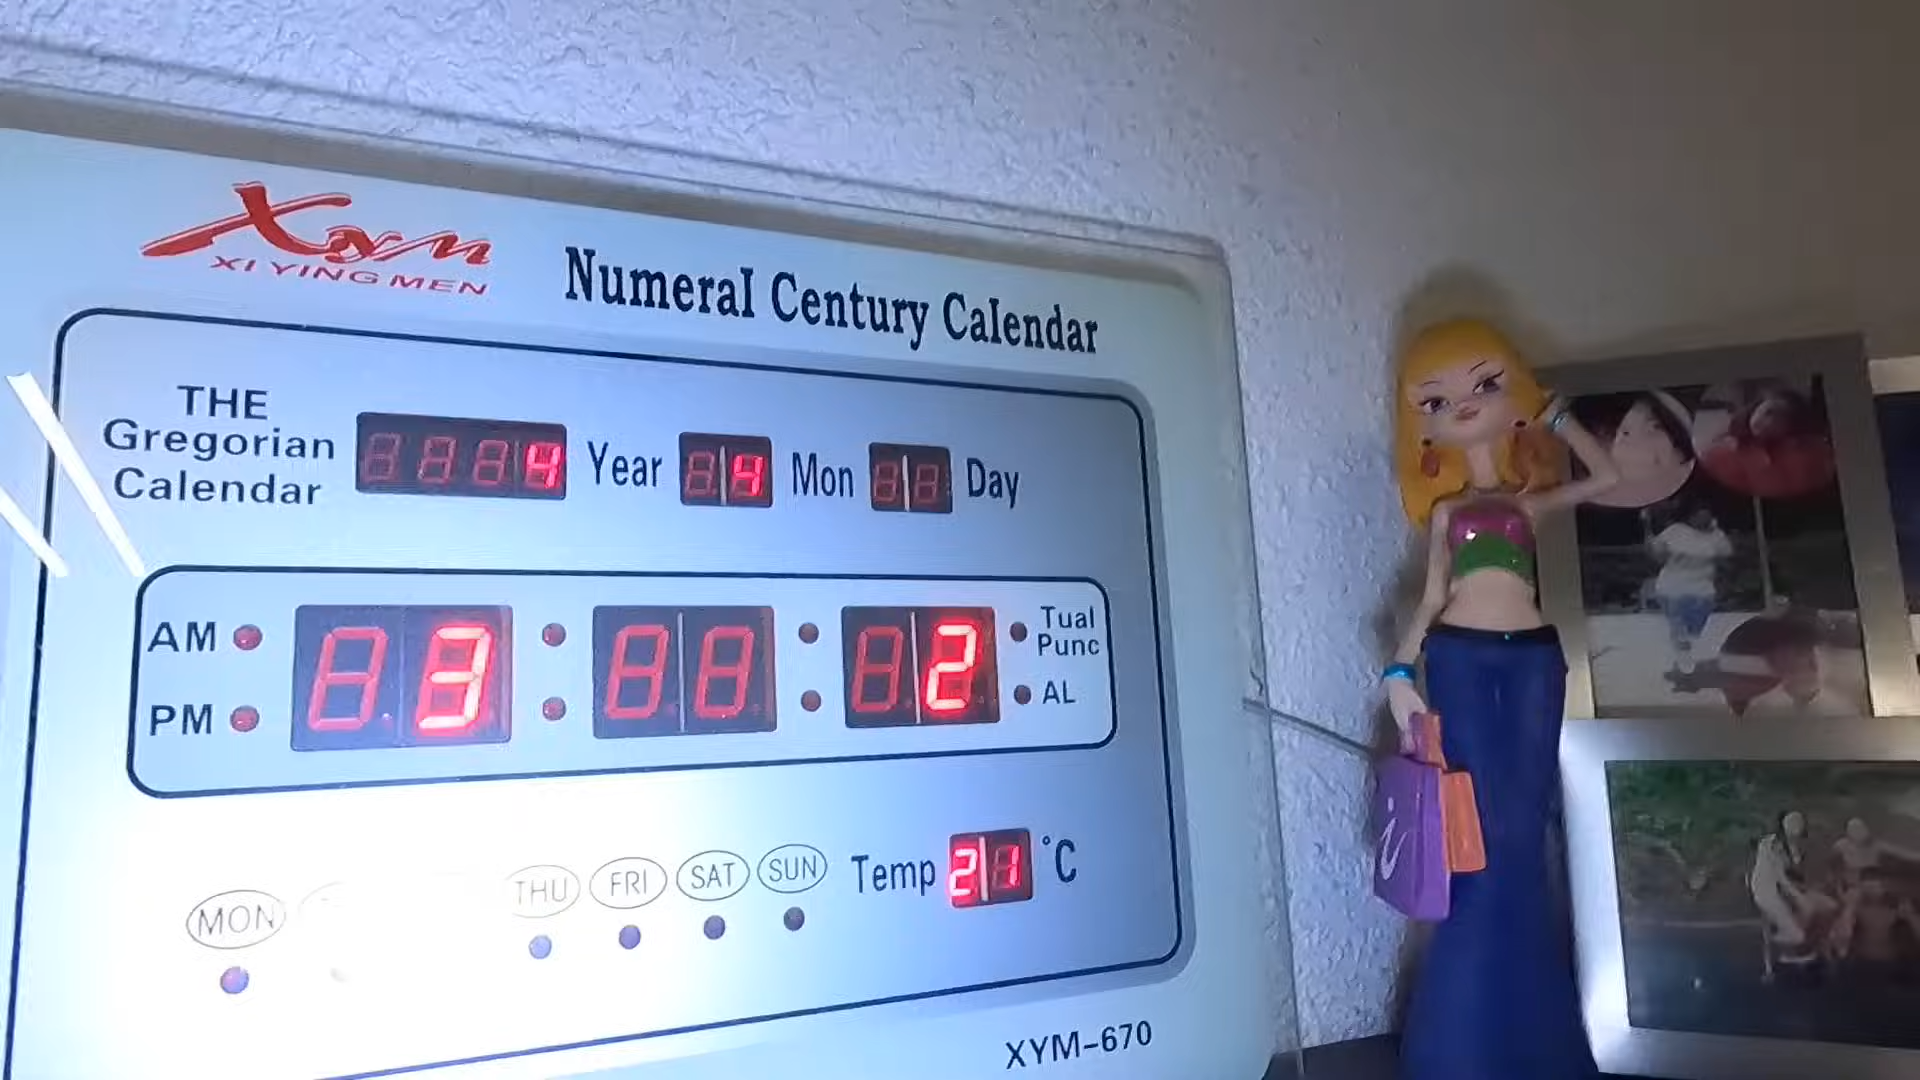 Xym
XI YING MEN
Numeral Century Calendar
THE
Gregorian
Calendar
4 Year 4 Mon Day
AM
PM
3 2
Tual
Punc
AL
MON THU FRI SAT SUN
Temp 21 °C
XYM-670
i